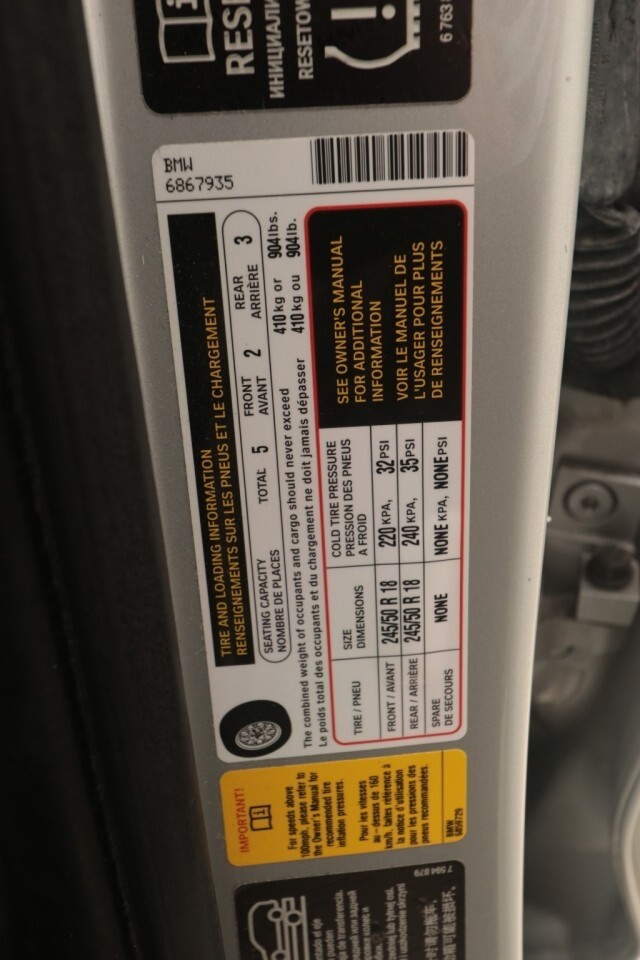 RESE
ИНИЦИАЛИ
RESETOW
6 763
BMW
6867935
TIRE AND LOADING INFORMATION
RENSEIGNEMENTS SUR LES PNEUS ET LE CHARGEMENT
SEATING CAPACITY
NOMBRE DE PLACES
TOTAL 5
FRONT
AVANT 2
REAR
ARRIÈRE 3
The combined weight of occupants and cargo should never exceed 410 kg or 904 lbs.
Le poids total des occupants et du chargement ne doit jamais dépasser 410 kg ou 904 lb.
TIRE / PNEU
SIZE
DIMENSIONS
COLD TIRE PRESSURE
PRESSION DES PNEUS
A FROID
FRONT / AVANT 245/50 R 18 220 KPA, 32 PSI
REAR / ARRIÈRE 245/50 R 18 240 KPA, 35 PSI
SPARE
DE SECOURS
NONE NONE KPA, NONE PSI
SEE OWNER'S MANUAL
FOR ADDITIONAL
INFORMATION
VOIR LE MANUEL DE
L'USAGER POUR PLUS
DE RENSEIGNEMENTS
IMPORTANT!
For speeds above
100mph, please refer to
the Owner's Manual for
recommended tire
inflation pressures.
Pour les vitesses
au - dessus de 160
km/h, faites référence à
la notice d'utilisation
pour les pressions des
pneus recommandées.
BMW
6859729
7 594 879
de transferencia.